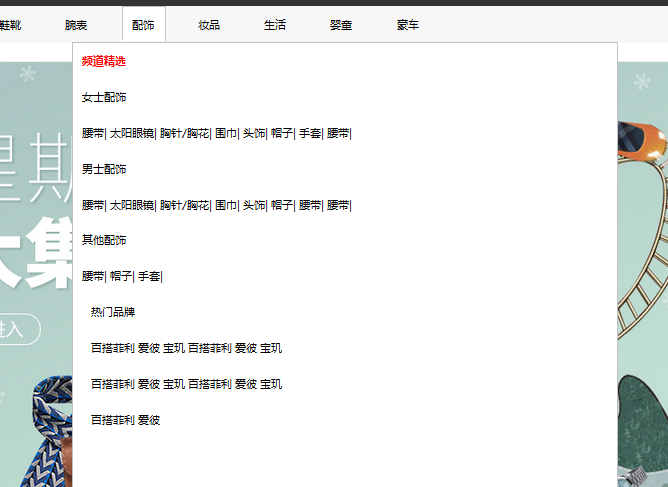 鞋靴 腕表 配饰 妆品 生活 婴童 豪车
频道精选
女士配饰
腰带| 太阳眼镜| 胸针/胸花| 围巾| 头饰| 帽子| 手套| 腰带|
男士配饰
腰带| 太阳眼镜| 胸针/胸花| 围巾| 头饰| 帽子| 腰带| 腰带|
其他配饰
腰带| 帽子| 手套|
热门品牌
百搭菲利 爱彼 宝玑 百搭菲利 爱彼 宝玑
百搭菲利 爱彼 宝玑 百搭菲利 爱彼 宝玑
百搭菲利 爱彼
星期
大集
进入